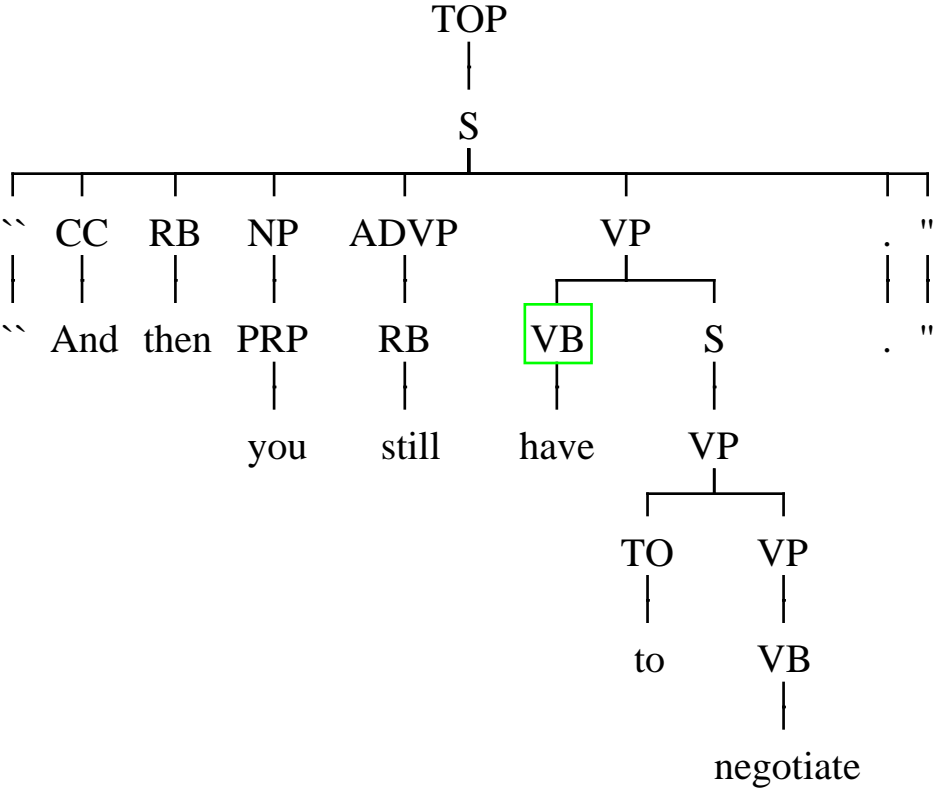 TOP
S
`` CC RB NP ADVP VP . "
`` And then PRP RB VB S . "
you still have VP
TO VP
to VB
negotiate